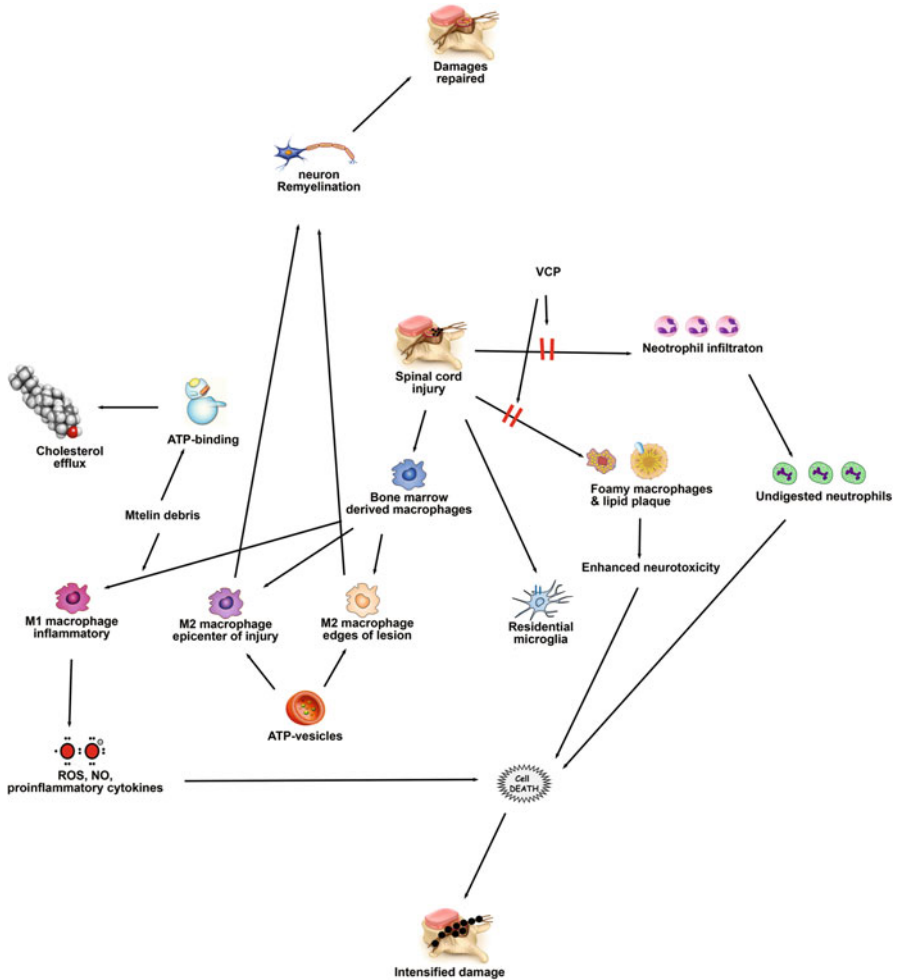 Damages
repaired
neuron
Remyelination
VCP
Neotrophil infiltraton
Spinal cord
injury
Cholesterol
efflux
ATP-binding
Bone marrow
derived macrophages
Foamy macrophages
& lipid plaque
Undigested neutrophils
Mtelin debris
Enhanced neurotoxicity
M1 macrophage
inflammatory
M2 macrophage
epicenter of injury
M2 macrophage
edges of lesion
Residential
microglia
ATP-vesicles
ROS, NO,
proinflammatory cytokines
Cell
DEATH
Intensified damage